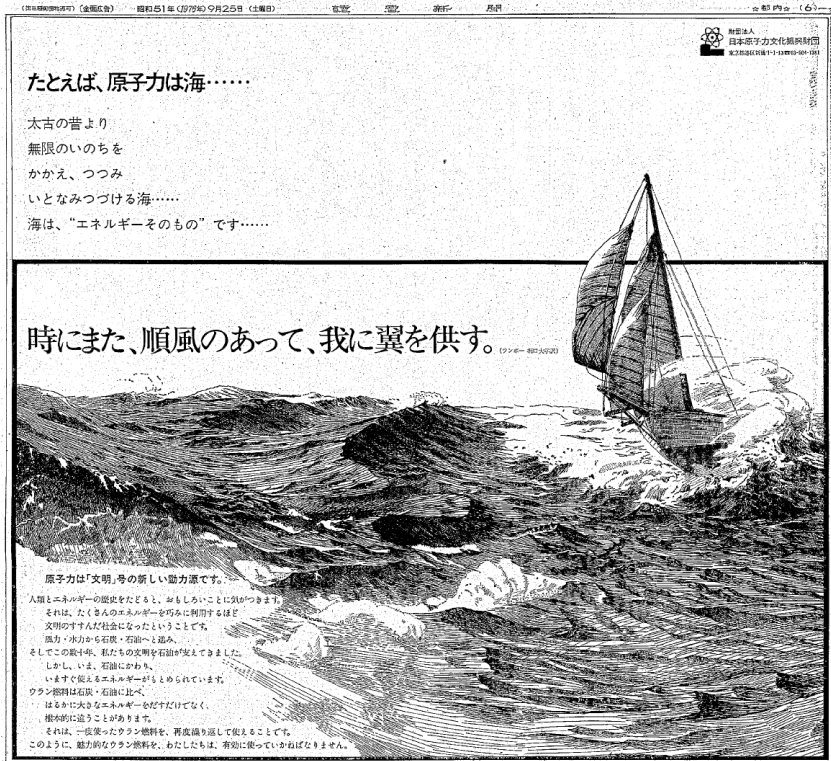 (全面広告) 昭和51年(1976年)9月25日 (土曜日) 讀賣新聞 ☆都内☆ (6)
財団法人
日本原子力文化振興財団
たとえば、原子力は海……
太古の昔より
無限のいのちを
かかえ、つつみ
いとなみつづける海……
海は、“エネルギーそのもの”です……
時にまた、順風のあって、我に翼を供す。
原子力は「文明」号の新しい動力源です。
人類とエネルギーの歴史をたどると、おもしろいことに気がつきます。
それは、たくさんのエネルギーを巧みに利用するほど
文明のすすんだ社会になったということです。
風力・水力から石炭・石油へと進み、
そしてこの数十年、私たちの文明を石油が支えてきました。
しかし、いま、石油にかわり、
いますぐ使えるエネルギーがもとめられています。
ウラン燃料は石炭・石油に比べ、
はるかに大きなエネルギーをだすだけでなく、
根本的に違うことがあります。
それは、一度使ったウラン燃料を、再度繰り返して使えることです。
このように、魅力的なウラン燃料を、わたしたちは、有効に使っていかねばなりません。